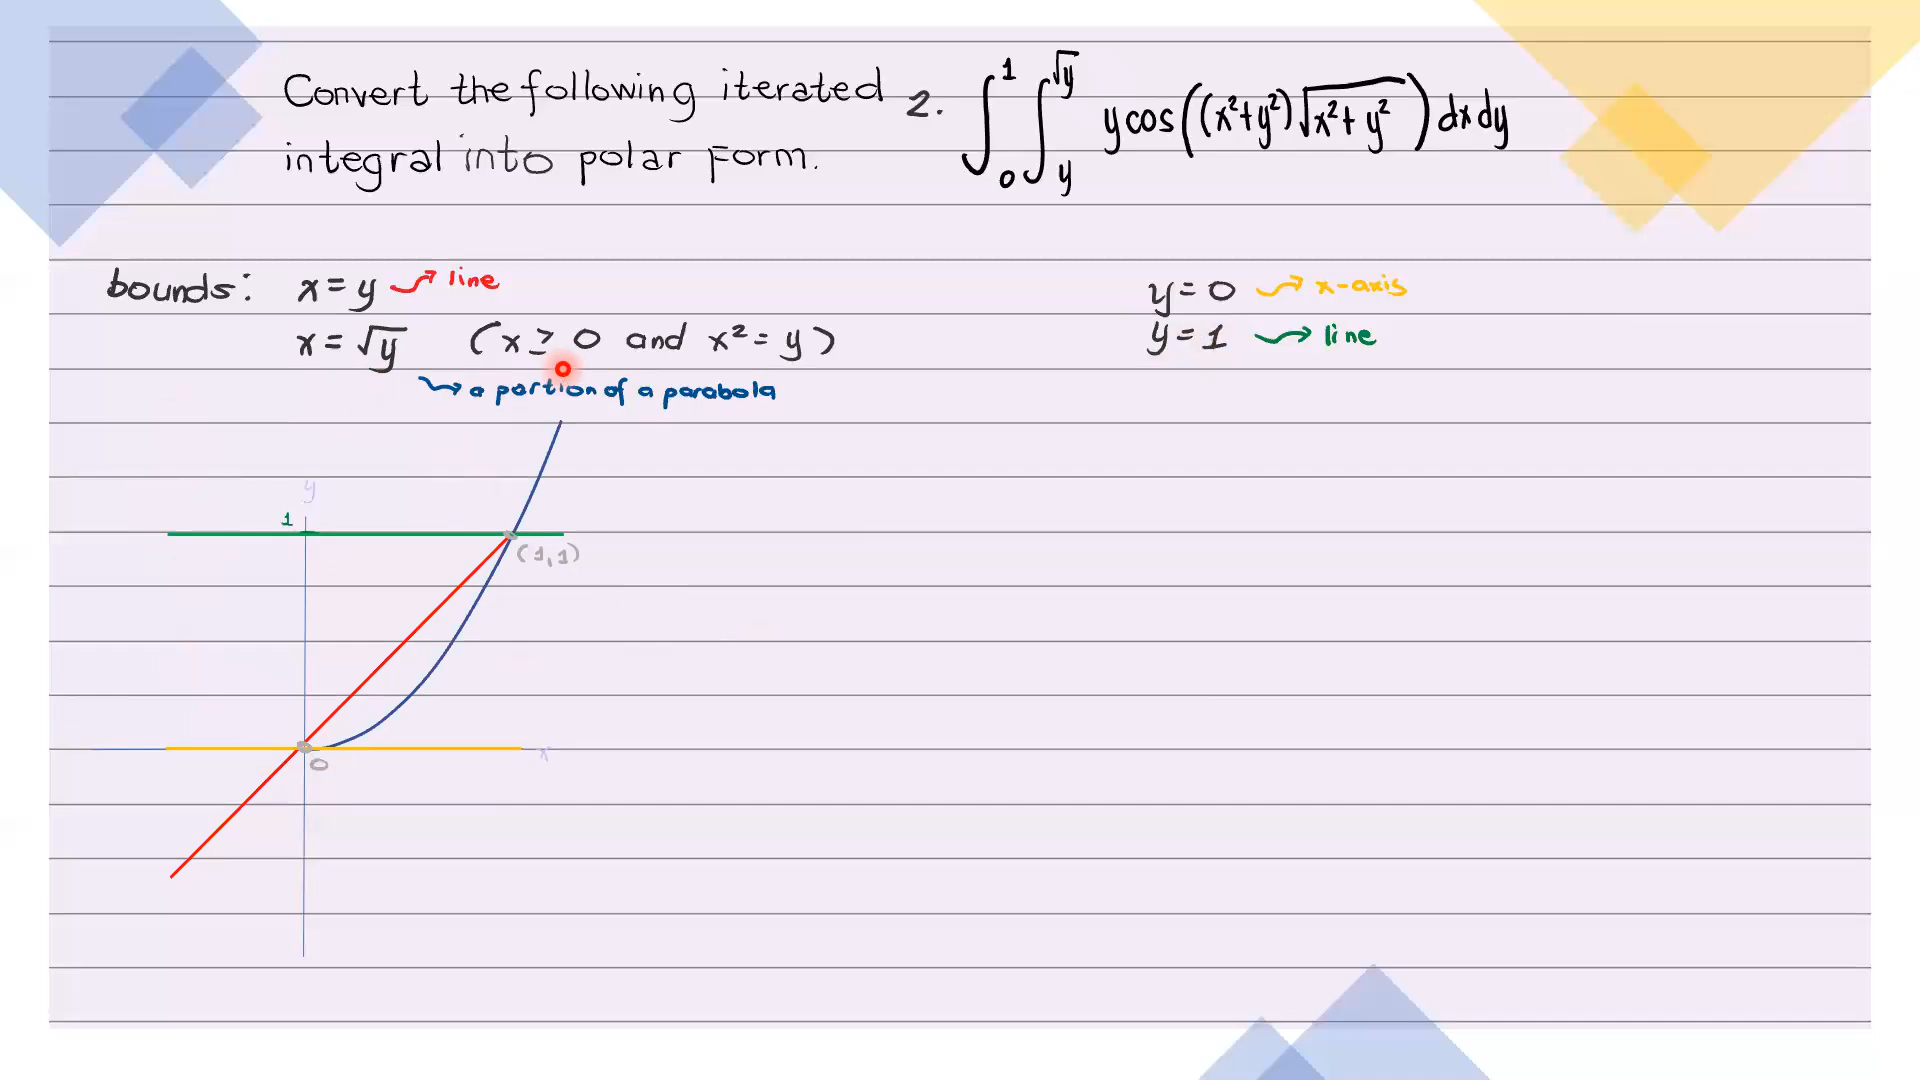 Convert the following iterated
integral into polar form.
2. ∫₀¹ ∫_y^√y y cos((x²+y²)√x²+y²) dx dy
bounds: x = y → line
x = √y (x ≥ 0 and x² = y)
→ a portion of a parabola
y = 0 → x-axis
y = 1 → line
y
1
(1,1)
x
0